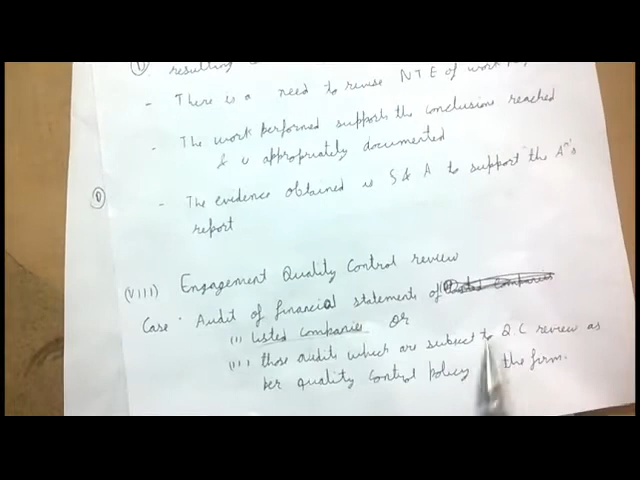 resulting
- There is a need to revise NTE of work
- The work performed supports the conclusions reached
& is appropriately documented
- The evidence obtained is S & A to support the Ar's
report
(VIII) Engagement Quality Control review
Case - Audit of financial statements of
(i) listed companies or
(ii) those audits which are subject to QC review as
per quality control policy the firm.